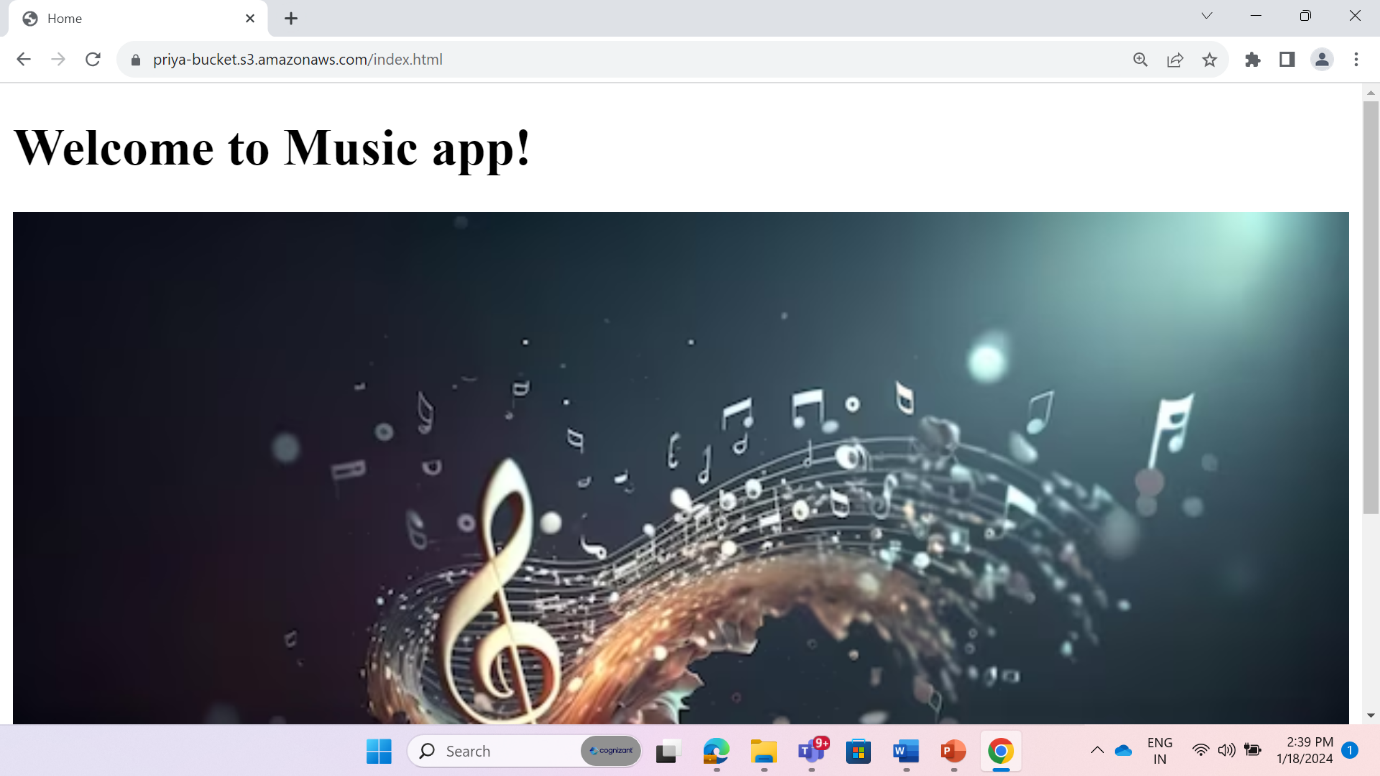 Home
priya-bucket.s3.amazonaws.com/index.html
Welcome to Music app!
Search
cognizant
T
9+
W
P
ENG
IN
2:39 PM
1/18/2024
1